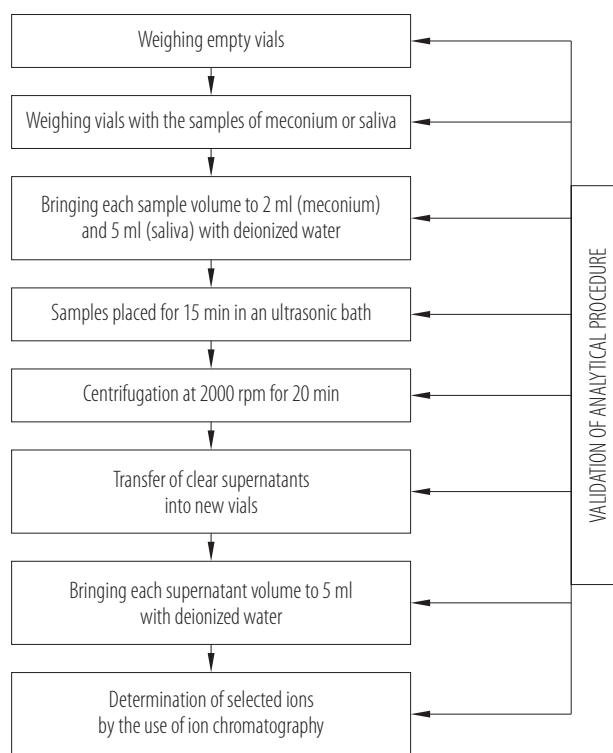 Weighing empty vials
Weighing vials with the samples of meconium or saliva
Bringing each sample volume to 2 ml (meconium)
and 5 ml (saliva) with deionized water
Samples placed for 15 min in an ultrasonic bath
Centrifugation at 2000 rpm for 20 min
Transfer of clear supernatants
into new vials
Bringing each supernatant volume to 5 ml
with deionized water
Determination of selected ions
by the use of ion chromatography
VALIDATION OF ANALYTICAL PROCEDURE